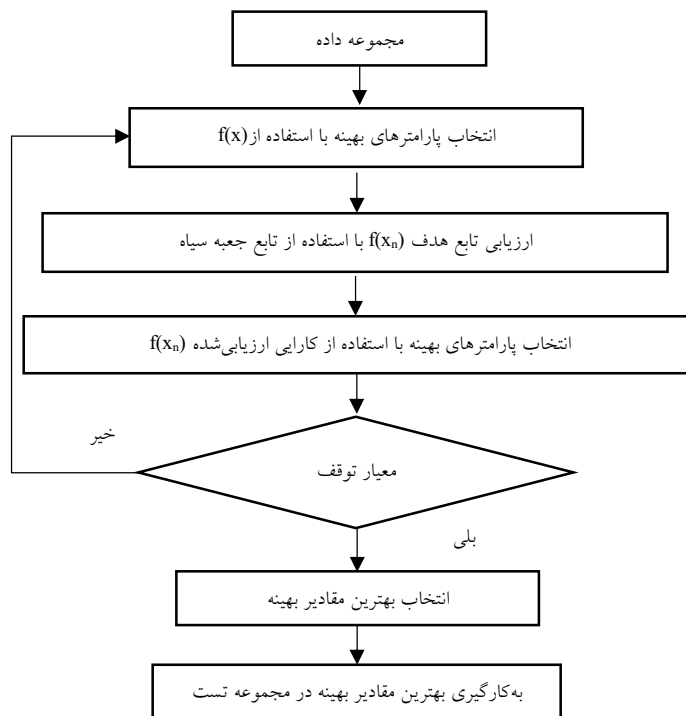 مجموعه داده
انتخاب پارامترهای بهینه با استفاده از f(x)
ارزیابی تابع هدف f(xₙ) با استفاده از تابع جعبه سیاه
انتخاب پارامترهای بهینه با استفاده از کارایی ارزیابی‌شده f(xₙ)
خیر
معیار توقف
بلی
انتخاب بهترین مقادیر بهینه
به‌کارگیری بهترین مقادیر بهینه در مجموعه تست